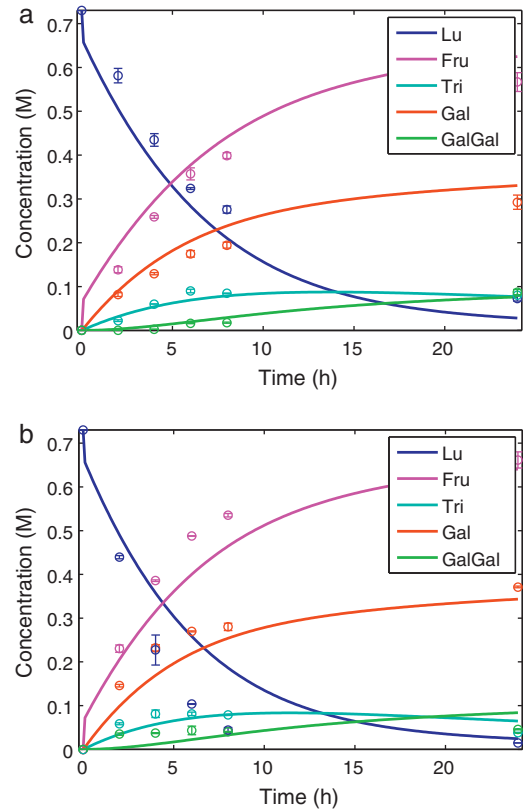 a
0.7
0.6
0.5
0.4
0.3
0.2
0.1
0
Concentration (M)
Lu
Fru
Tri
Gal
GalGal
0 5 10 15 20
Time (h)
b
0.7
0.6
0.5
0.4
0.3
0.2
0.1
0
Concentration (M)
Lu
Fru
Tri
Gal
GalGal
0 5 10 15 20
Time (h)